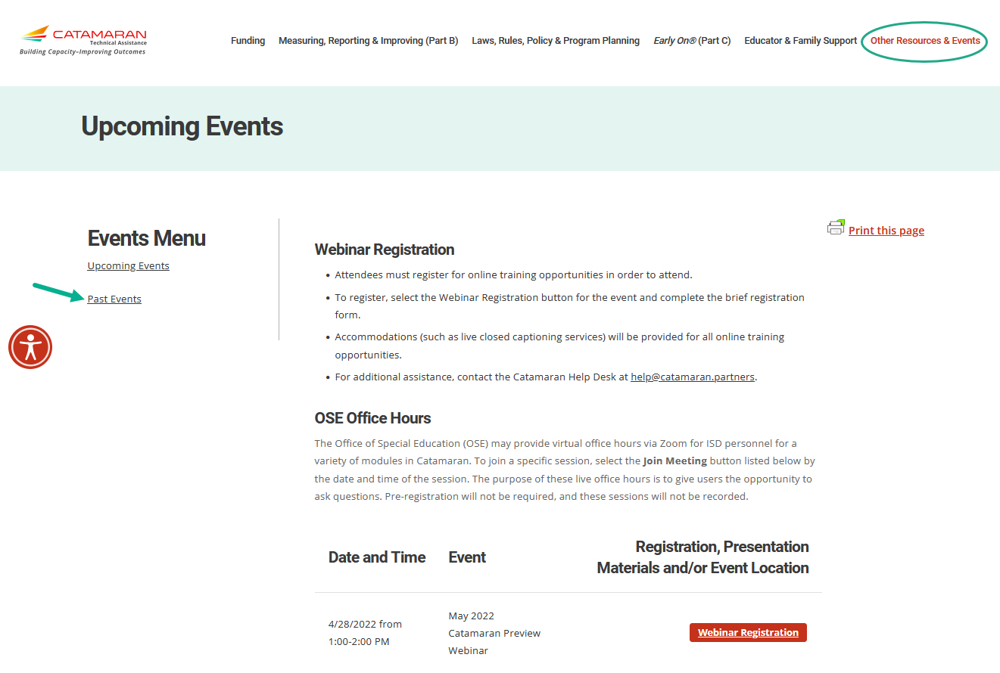 CATAMARAN
Technical Assistance
Building Capacity–Improving Outcomes
Funding
Measuring, Reporting & Improving (Part B)
Laws, Rules, Policy & Program Planning
Early On® (Part C)
Educator & Family Support
Other Resources & Events
Upcoming Events
Events Menu
Upcoming Events
Past Events
Print this page
Webinar Registration
• Attendees must register for online training opportunities in order to attend.
• To register, select the Webinar Registration button for the event and complete the brief registration
form.
• Accommodations (such as live closed captioning services) will be provided for all online training
opportunities.
• For additional assistance, contact the Catamaran Help Desk at help@catamaran.partners.
OSE Office Hours
The Office of Special Education (OSE) may provide virtual office hours via Zoom for ISD personnel for a
variety of modules in Catamaran. To join a specific session, select the Join Meeting button listed below by
the date and time of the session. The purpose of these live office hours is to give users the opportunity to
ask questions. Pre-registration will not be required, and these sessions will not be recorded.
Date and Time
Event
Registration, Presentation
Materials and/or Event Location
4/28/2022 from
1:00-2:00 PM
May 2022
Catamaran Preview
Webinar
Webinar Registration